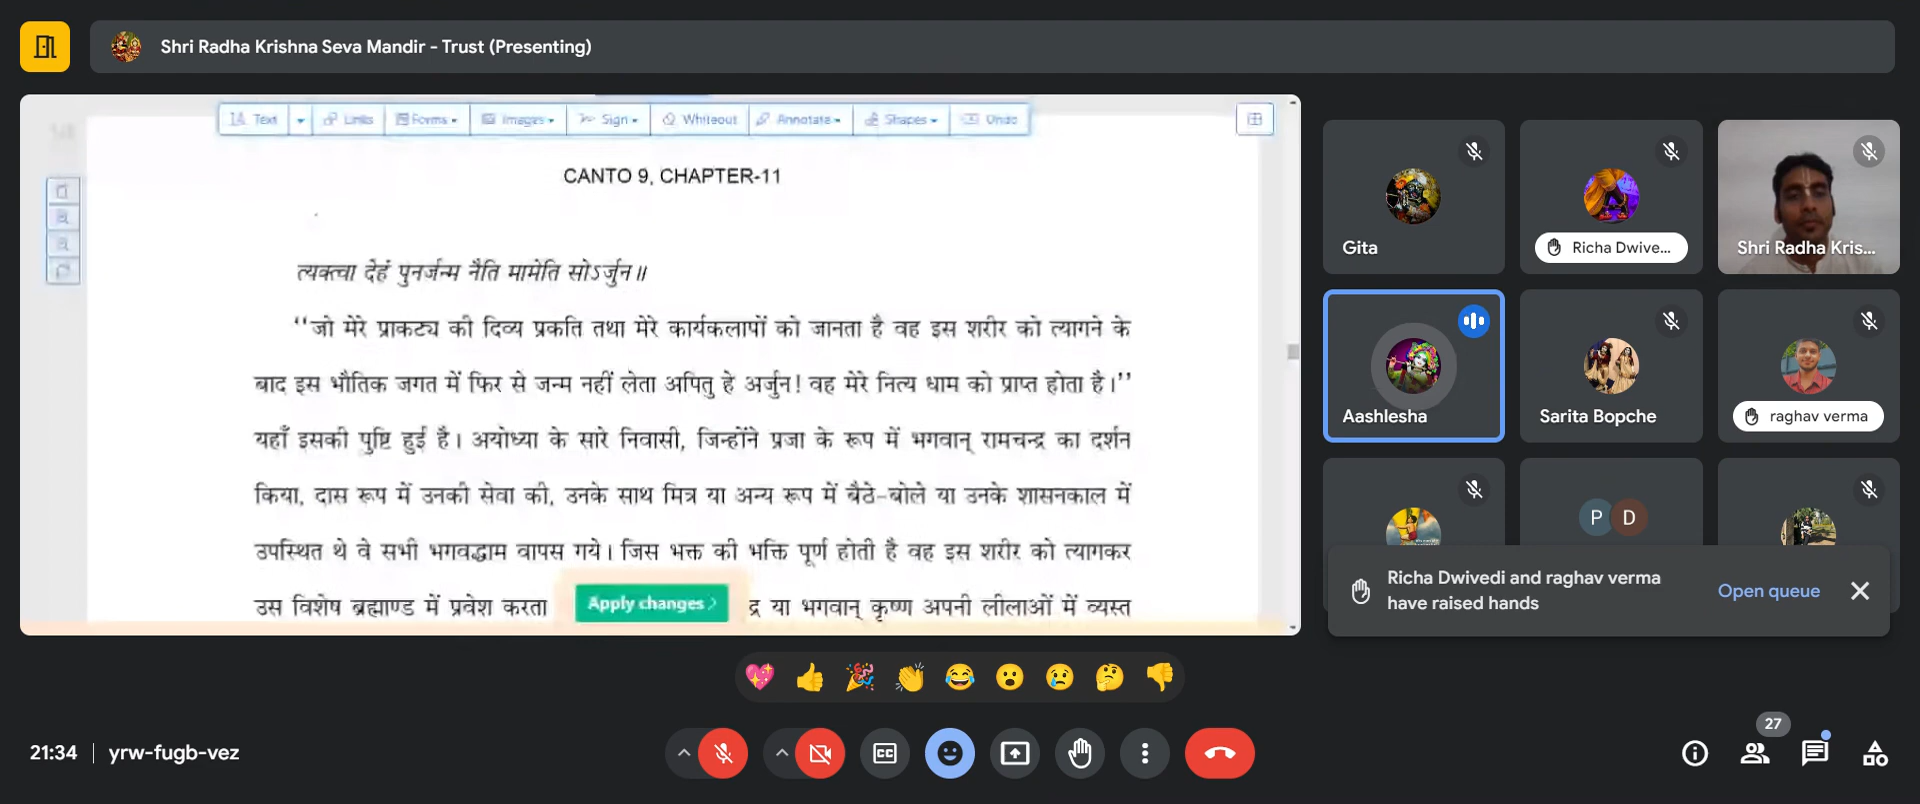 Shri Radha Krishna Seva Mandir - Trust (Presenting)
Text Links Forms Images Sign Whiteout Annotate Shapes Undo
CANTO 9, CHAPTER-11
त्यक्त्वा देहं पुनर्जन्म नैति मामेति सोऽर्जुन॥
‘‘जो मेरे प्राकट्य की दिव्य प्रकति तथा मेरे कार्यकलापों को जानता है वह इस शरीर को त्यागने के
बाद इस भौतिक जगत में फिर से जन्म नहीं लेता अपितु हे अर्जुन! वह मेरे नित्य धाम को प्राप्त होता है।’’
यहाँ इसकी पुष्टि हुई है। अयोध्या के सारे निवासी, जिन्होंने प्रजा के रूप में भगवान् रामचन्द्र का दर्शन
किया, दास रूप में उनकी सेवा की, उनके साथ मित्र या अन्य रूप में बैठे-बोले या उनके शासनकाल में
उपस्थित थे वे सभी भगवद्धाम वापस गये। जिस भक्त की भक्ति पूर्ण होती है वह इस शरीर को त्यागकर
उस विशेष ब्रह्माण्ड में प्रवेश करता
Apply changes
द्र या भगवान् कृष्ण अपनी लीलाओं में व्यस्त
Gita
Richa Dwive...
Shri Radha Kris...
Aashlesha
Sarita Bopche
raghav verma
P D
Richa Dwivedi and raghav verma
have raised hands
Open queue
21:34 yrw-fugb-vez
CC
27